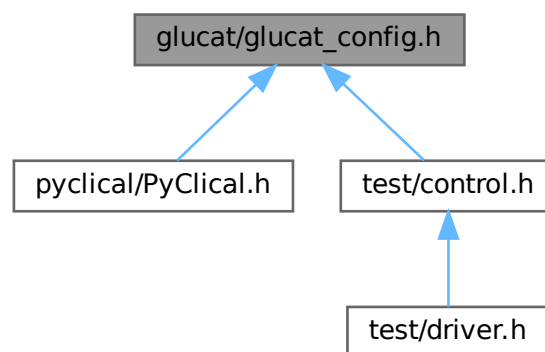 glucat/glucat_config.h
pyclical/PyClical.h
test/control.h
test/driver.h